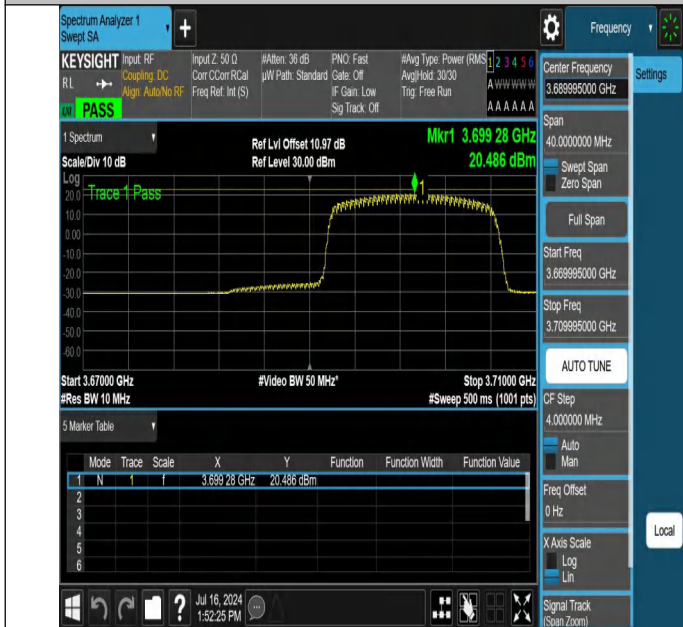 Spectrum Analyzer 1
Swept SA
+
Frequency
KEYSIGHT
Input: RF
Coupling: DC
Align: Auto/No RF
Input Z: 50 Ω
Corr CCorr RCal
Freq Ref: Int (S)
#Atten: 36 dB
µW Path: Standard
PNO: Fast
Gate: Off
IF Gain: Low
Sig Track: Off
#Avg Type: Power (RMS
Avg|Hold: 30/30
Trig: Free Run
1 2 3 4 5 6
A W W W W W
A A A A A A
RL
PASS
Center Frequency
3.689995000 GHz
Settings
Span
40.0000000 MHz
Swept Span
Zero Span
Full Span
Start Freq
3.669995000 GHz
Stop Freq
3.709995000 GHz
AUTO TUNE
CF Step
4.000000 MHz
Auto
Man
Freq Offset
0 Hz
X Axis Scale
Log
Lin
Signal Track
(Span Zoom)
Local
1 Spectrum
Scale/Div 10 dB
Ref Lvl Offset 10.97 dB
Ref Level 30.00 dBm
Mkr1 3.699 28 GHz
20.486 dBm
Log
Trace 1 Pass
1
20.0
10.0
0.00
-10.0
-20.0
-30.0
-40.0
-50.0
-60.0
Start 3.67000 GHz
#Video BW 50 MHz*
Stop 3.71000 GHz
#Res BW 10 MHz
#Sweep 500 ms (1001 pts)
5 Marker Table
Mode Trace Scale X Y Function Function Width Function Value
1 N 1 f 3.699 28 GHz 20.486 dBm
2
3
4
5
6
?
Jul 16, 2024
1:52:25 PM